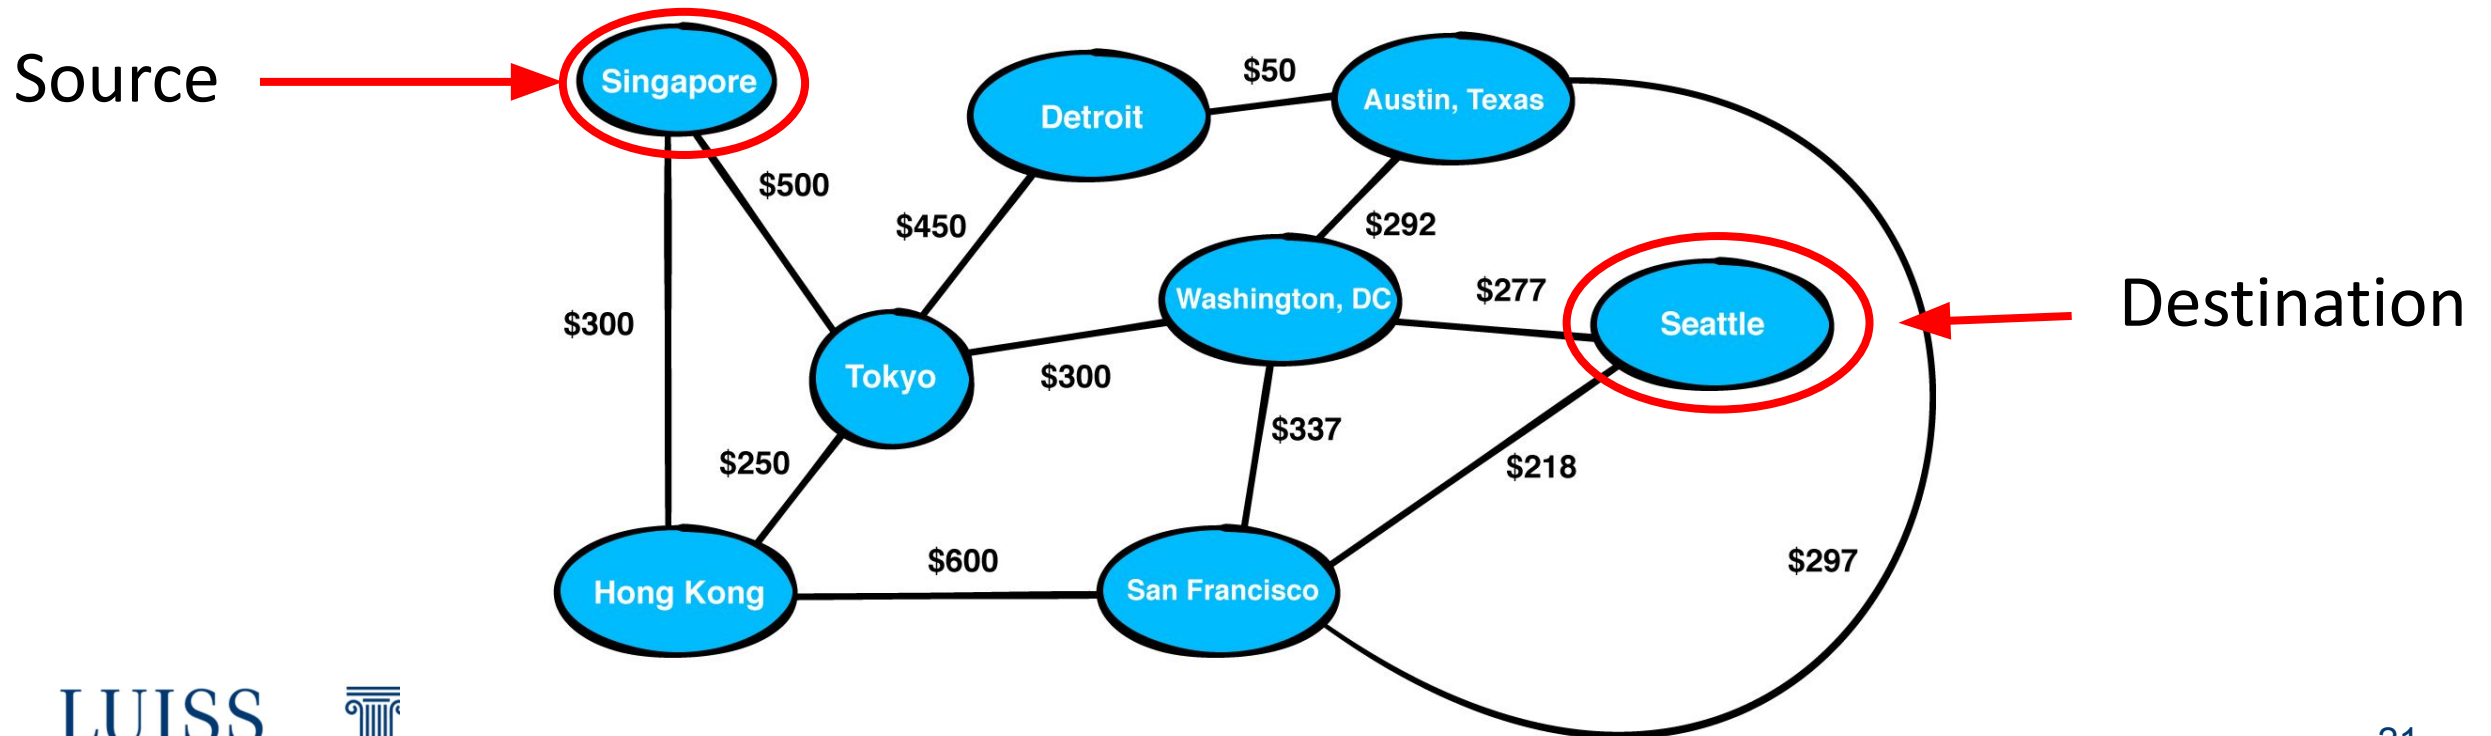 Source
Singapore
Detroit
$50
Austin, Texas
$500
$450
$292
$300
Washington, DC
$277
Seattle
Destination
Tokyo
$300
$337
$250
$218
Hong Kong
$600
San Francisco
$297
LUISS
21